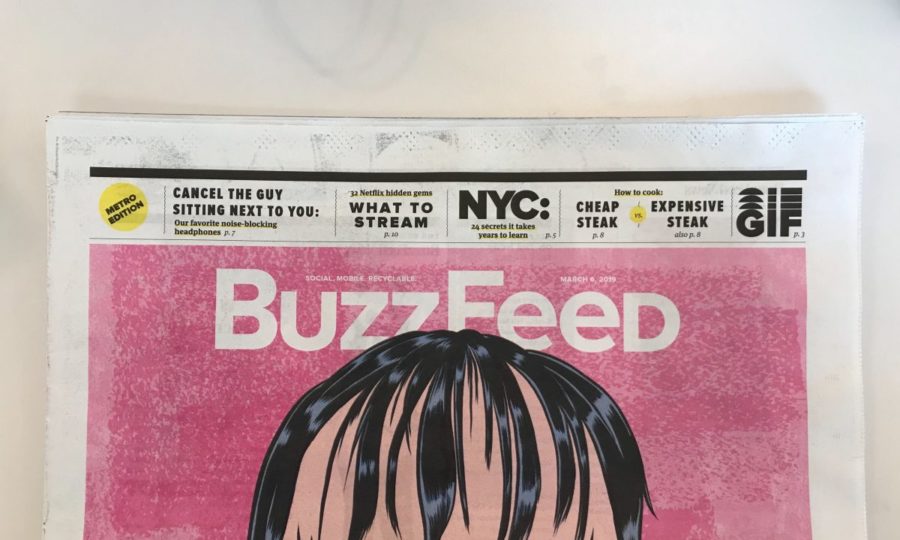 METRO
EDITION
CANCEL THE GUY
SITTING NEXT TO YOU:
Our favorite noise-blocking
headphones p. 7
32 Netflix hidden gems
WHAT TO
STREAM
p. 10
NYC:
24 secrets it takes
years to learn p. 5
How to cook:
CHEAP
STEAK
p. 8
vs.
EXPENSIVE
STEAK
also p. 8
GIF
p. 3
SOCIAL. MOBILE. RECYCLABLE.
MARCH 6, 2019
BUZZFEED